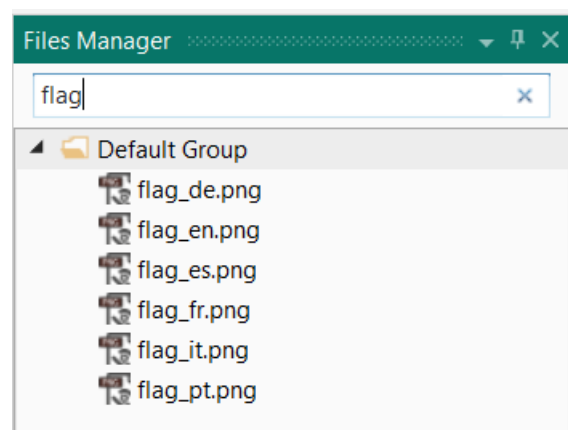 Files Manager
flag
Default Group
flag_de.png
flag_en.png
flag_es.png
flag_fr.png
flag_it.png
flag_pt.png